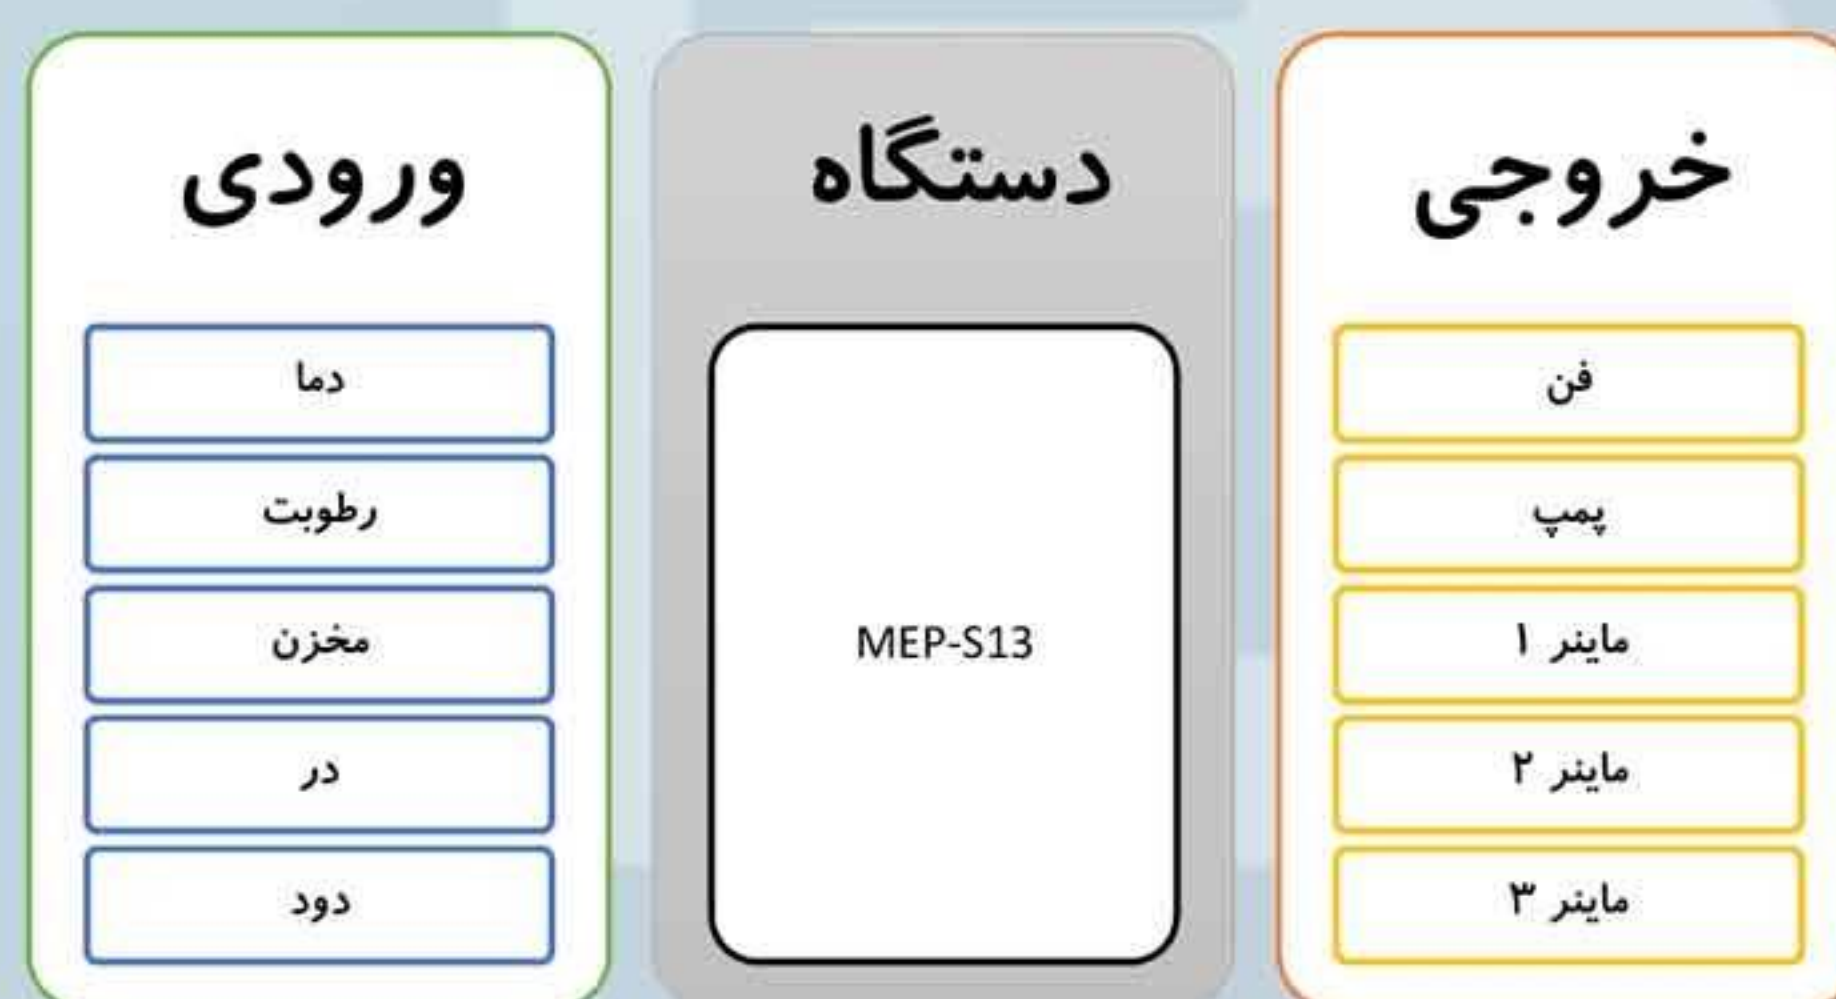 ورودی
دما
رطوبت
مخزن
در
دود
دستگاه
MEP-S13
خروجی
فن
پمپ
ماینر ۱
ماینر ۲
ماینر ۳